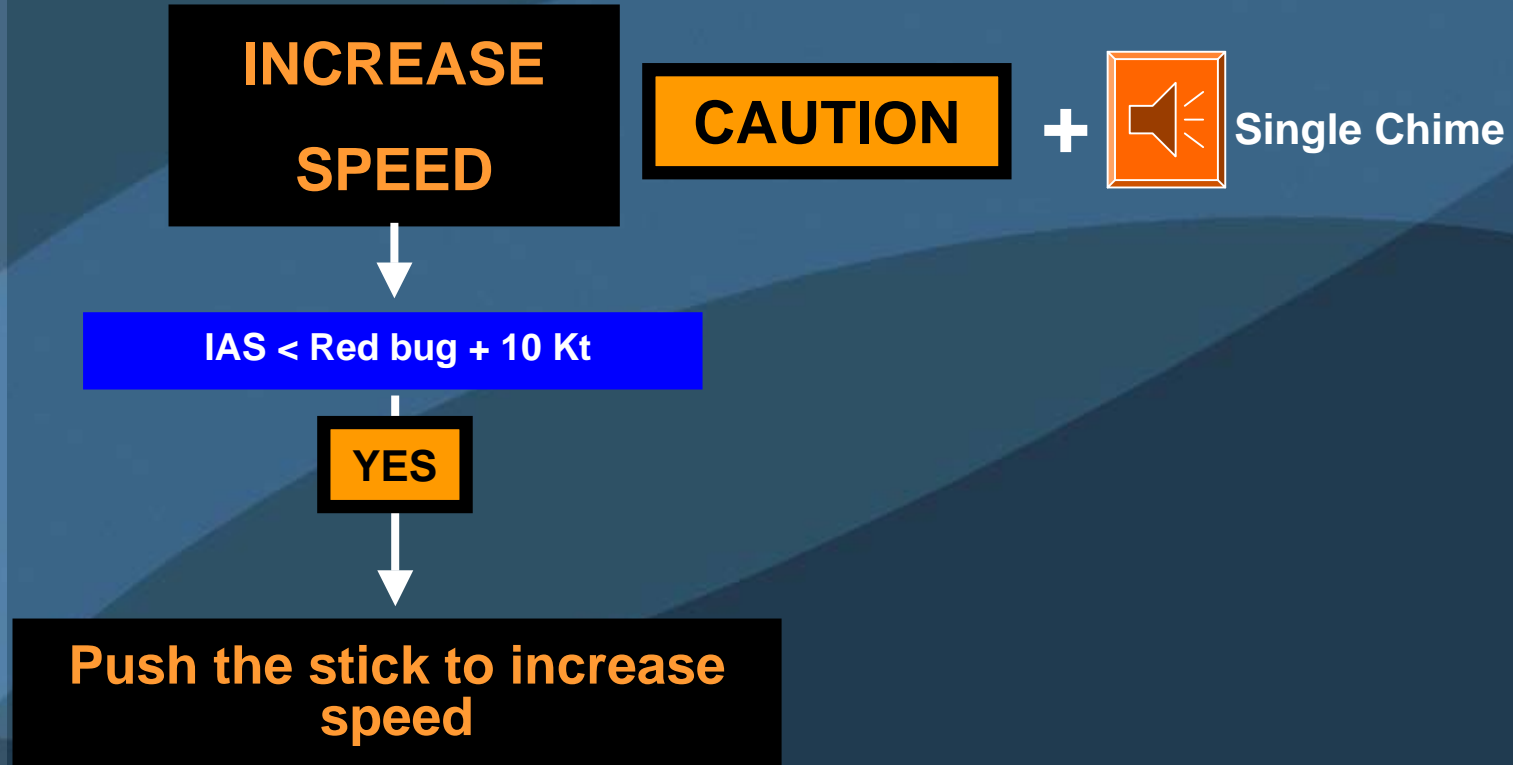 INCREASE
SPEED
CAUTION
+
Single Chime
IAS < Red bug + 10 Kt
YES
Push the stick to increase
speed